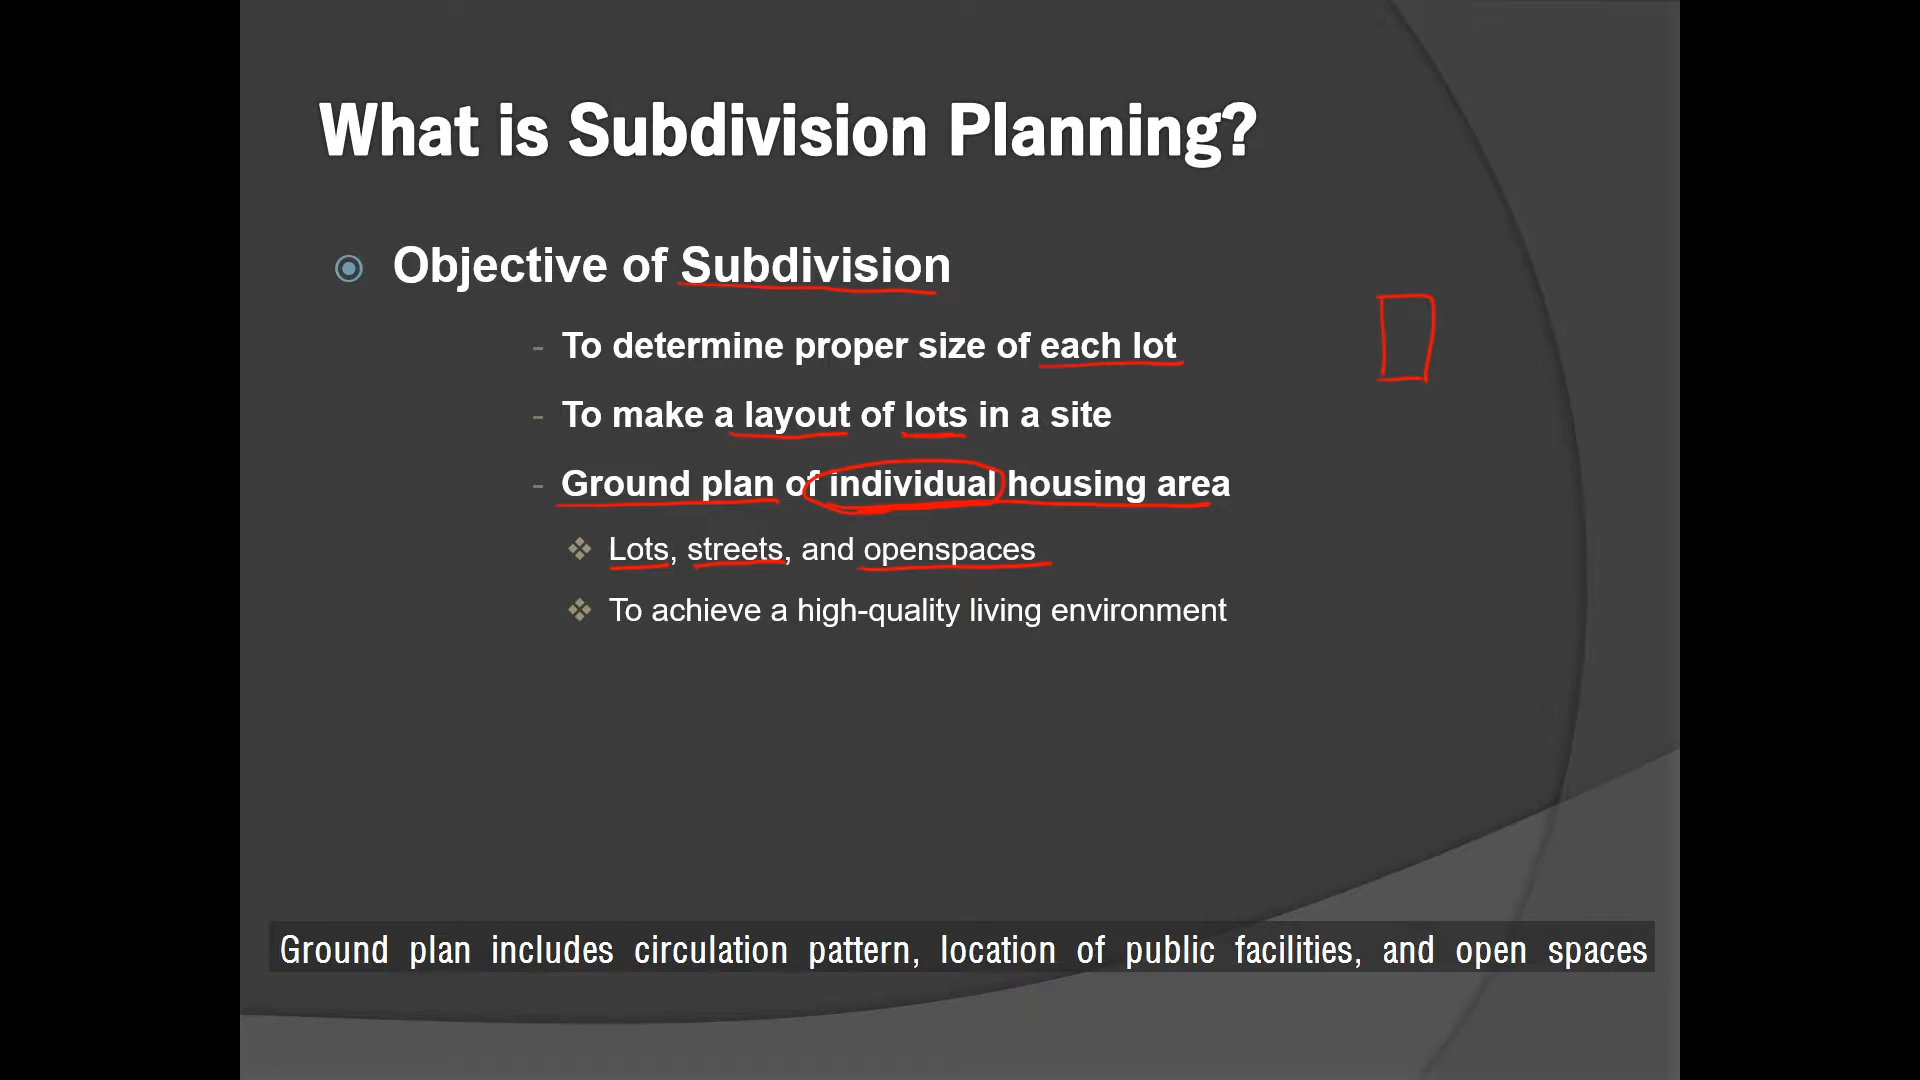 What is Subdivision Planning?
Objective of Subdivision
- To determine proper size of each lot
- To make a layout of lots in a site
- Ground plan of individual housing area
❖ Lots, streets, and openspaces
❖ To achieve a high-quality living environment
Ground plan includes circulation pattern, location of public facilities, and open spaces